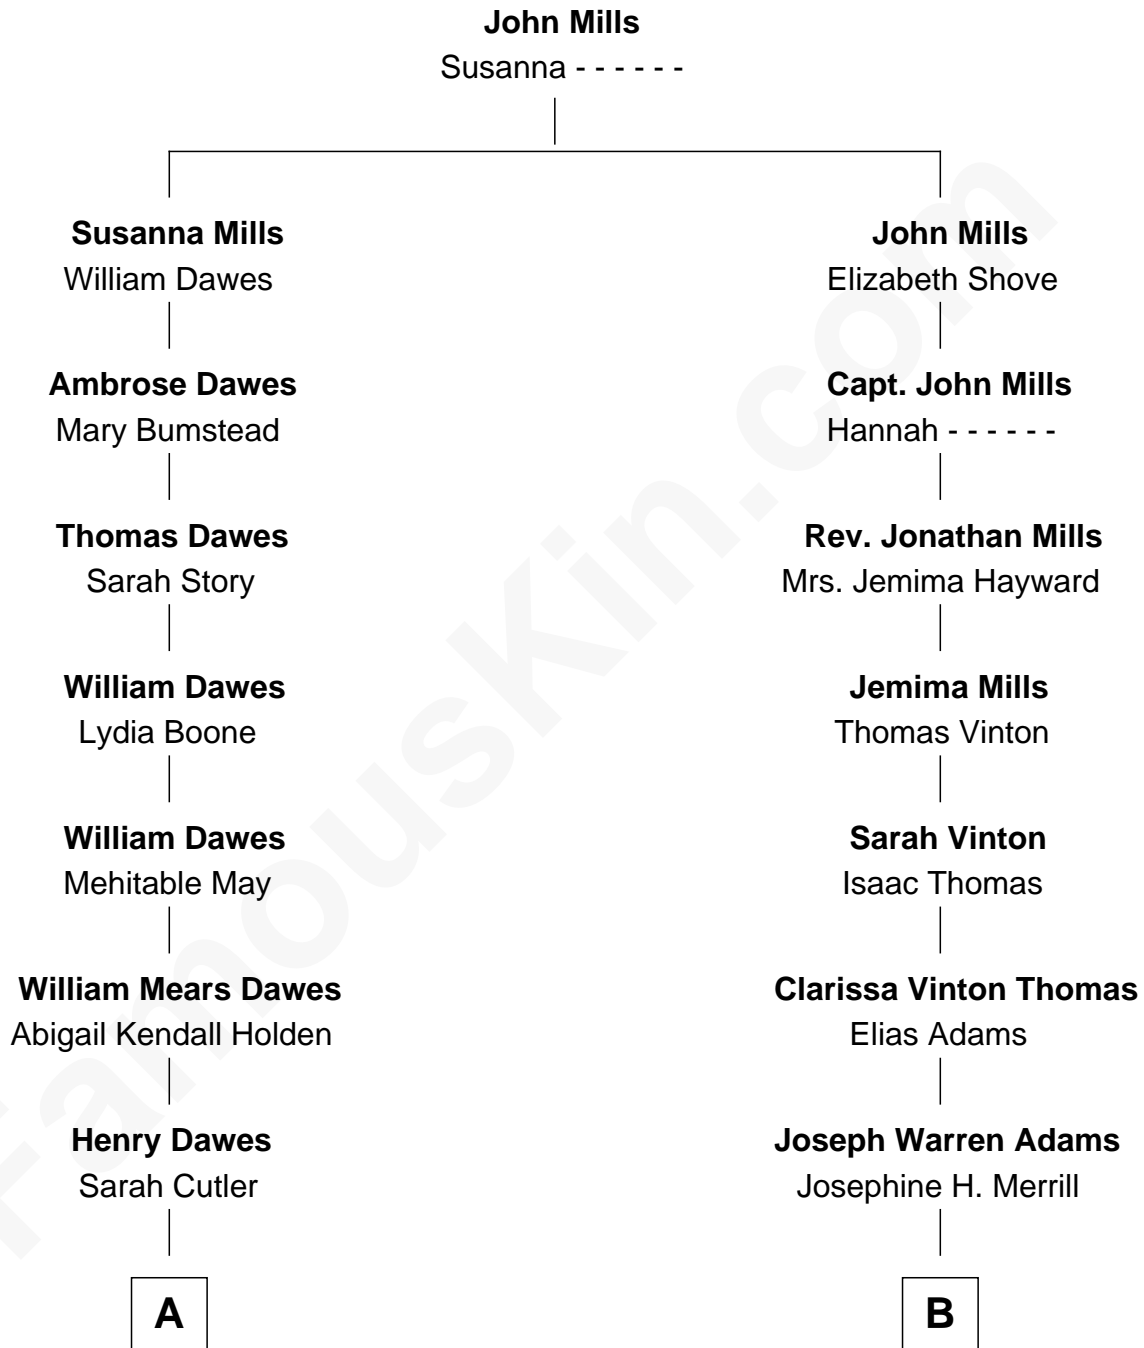 John Mills
Susanna - - - - - -
Susanna Mills
William Dawes
John Mills
Elizabeth Shove
Ambrose Dawes
Mary Bumstead
Capt. John Mills
Hannah - - - - - -
Thomas Dawes
Sarah Story
Rev. Jonathan Mills
Mrs. Jemima Hayward
William Dawes
Lydia Boone
Jemima Mills
Thomas Vinton
William Dawes
Mehitable May
Sarah Vinton
Isaac Thomas
William Mears Dawes
Abigail Kendall Holden
Clarissa Vinton Thomas
Elias Adams
Henry Dawes
Sarah Cutler
Joseph Warren Adams
Josephine H. Merrill
A
B
FamousKin.com